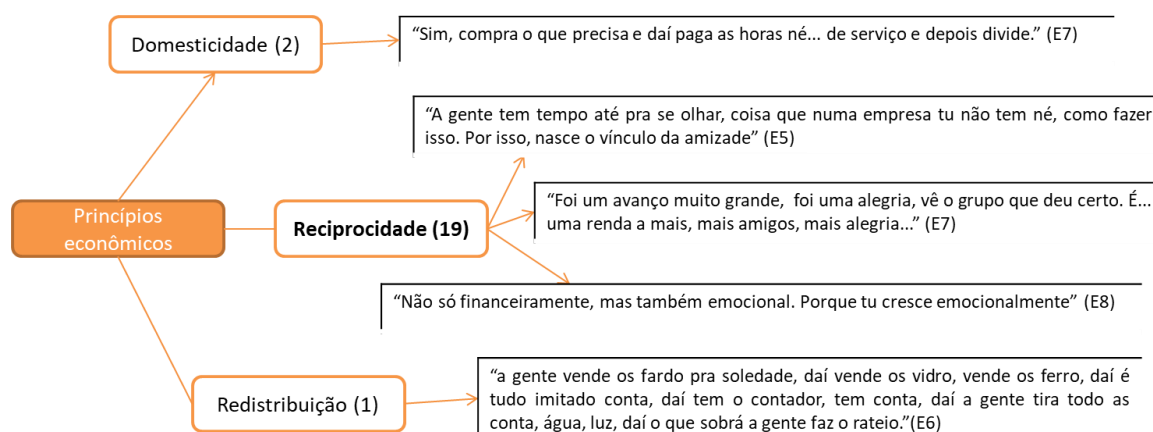 Domesticidade (2)
“Sim, compra o que precisa e daí paga as horas né... de serviço e depois divide.” (E7)
“A gente tem tempo até pra se olhar, coisa que numa empresa tu não tem né, como fazer
isso. Por isso, nasce o vínculo da amizade” (E5)
Princípios
econômicos
Reciprocidade (19)
“Foi um avanço muito grande, foi uma alegria, vê o grupo que deu certo. É...
uma renda a mais, mais amigos, mais alegria...” (E7)
“Não só financeiramente, mas também emocional. Porque tu cresce emocionalmente” (E8)
Redistribuição (1)
“a gente vende os fardo pra soledade, daí vende os vidro, vende os ferro, daí é
tudo imitado conta, daí tem o contador, tem conta, daí a gente tira todo as
conta, água, luz, daí o que sobrá a gente faz o rateio.”(E6)